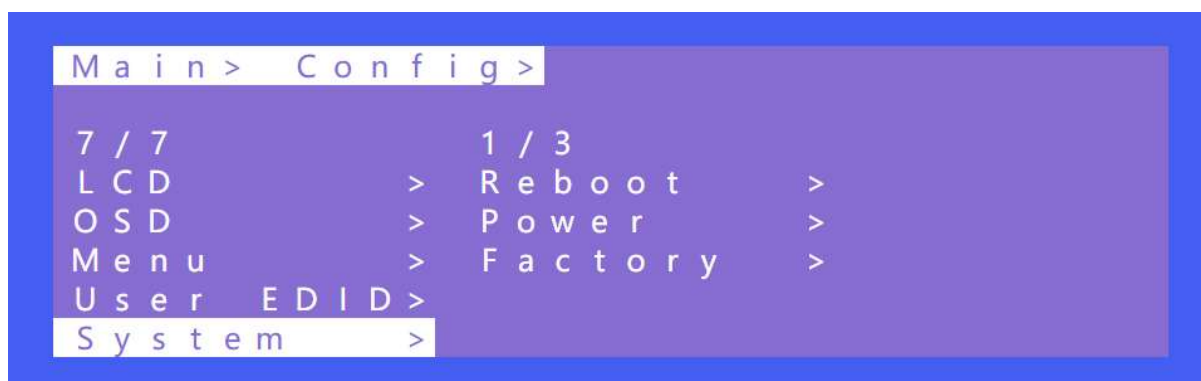 Main> Config>
7/7 1/3
LCD > Reboot >
OSD > Power >
Menu > Factory >
User EDID>
System >